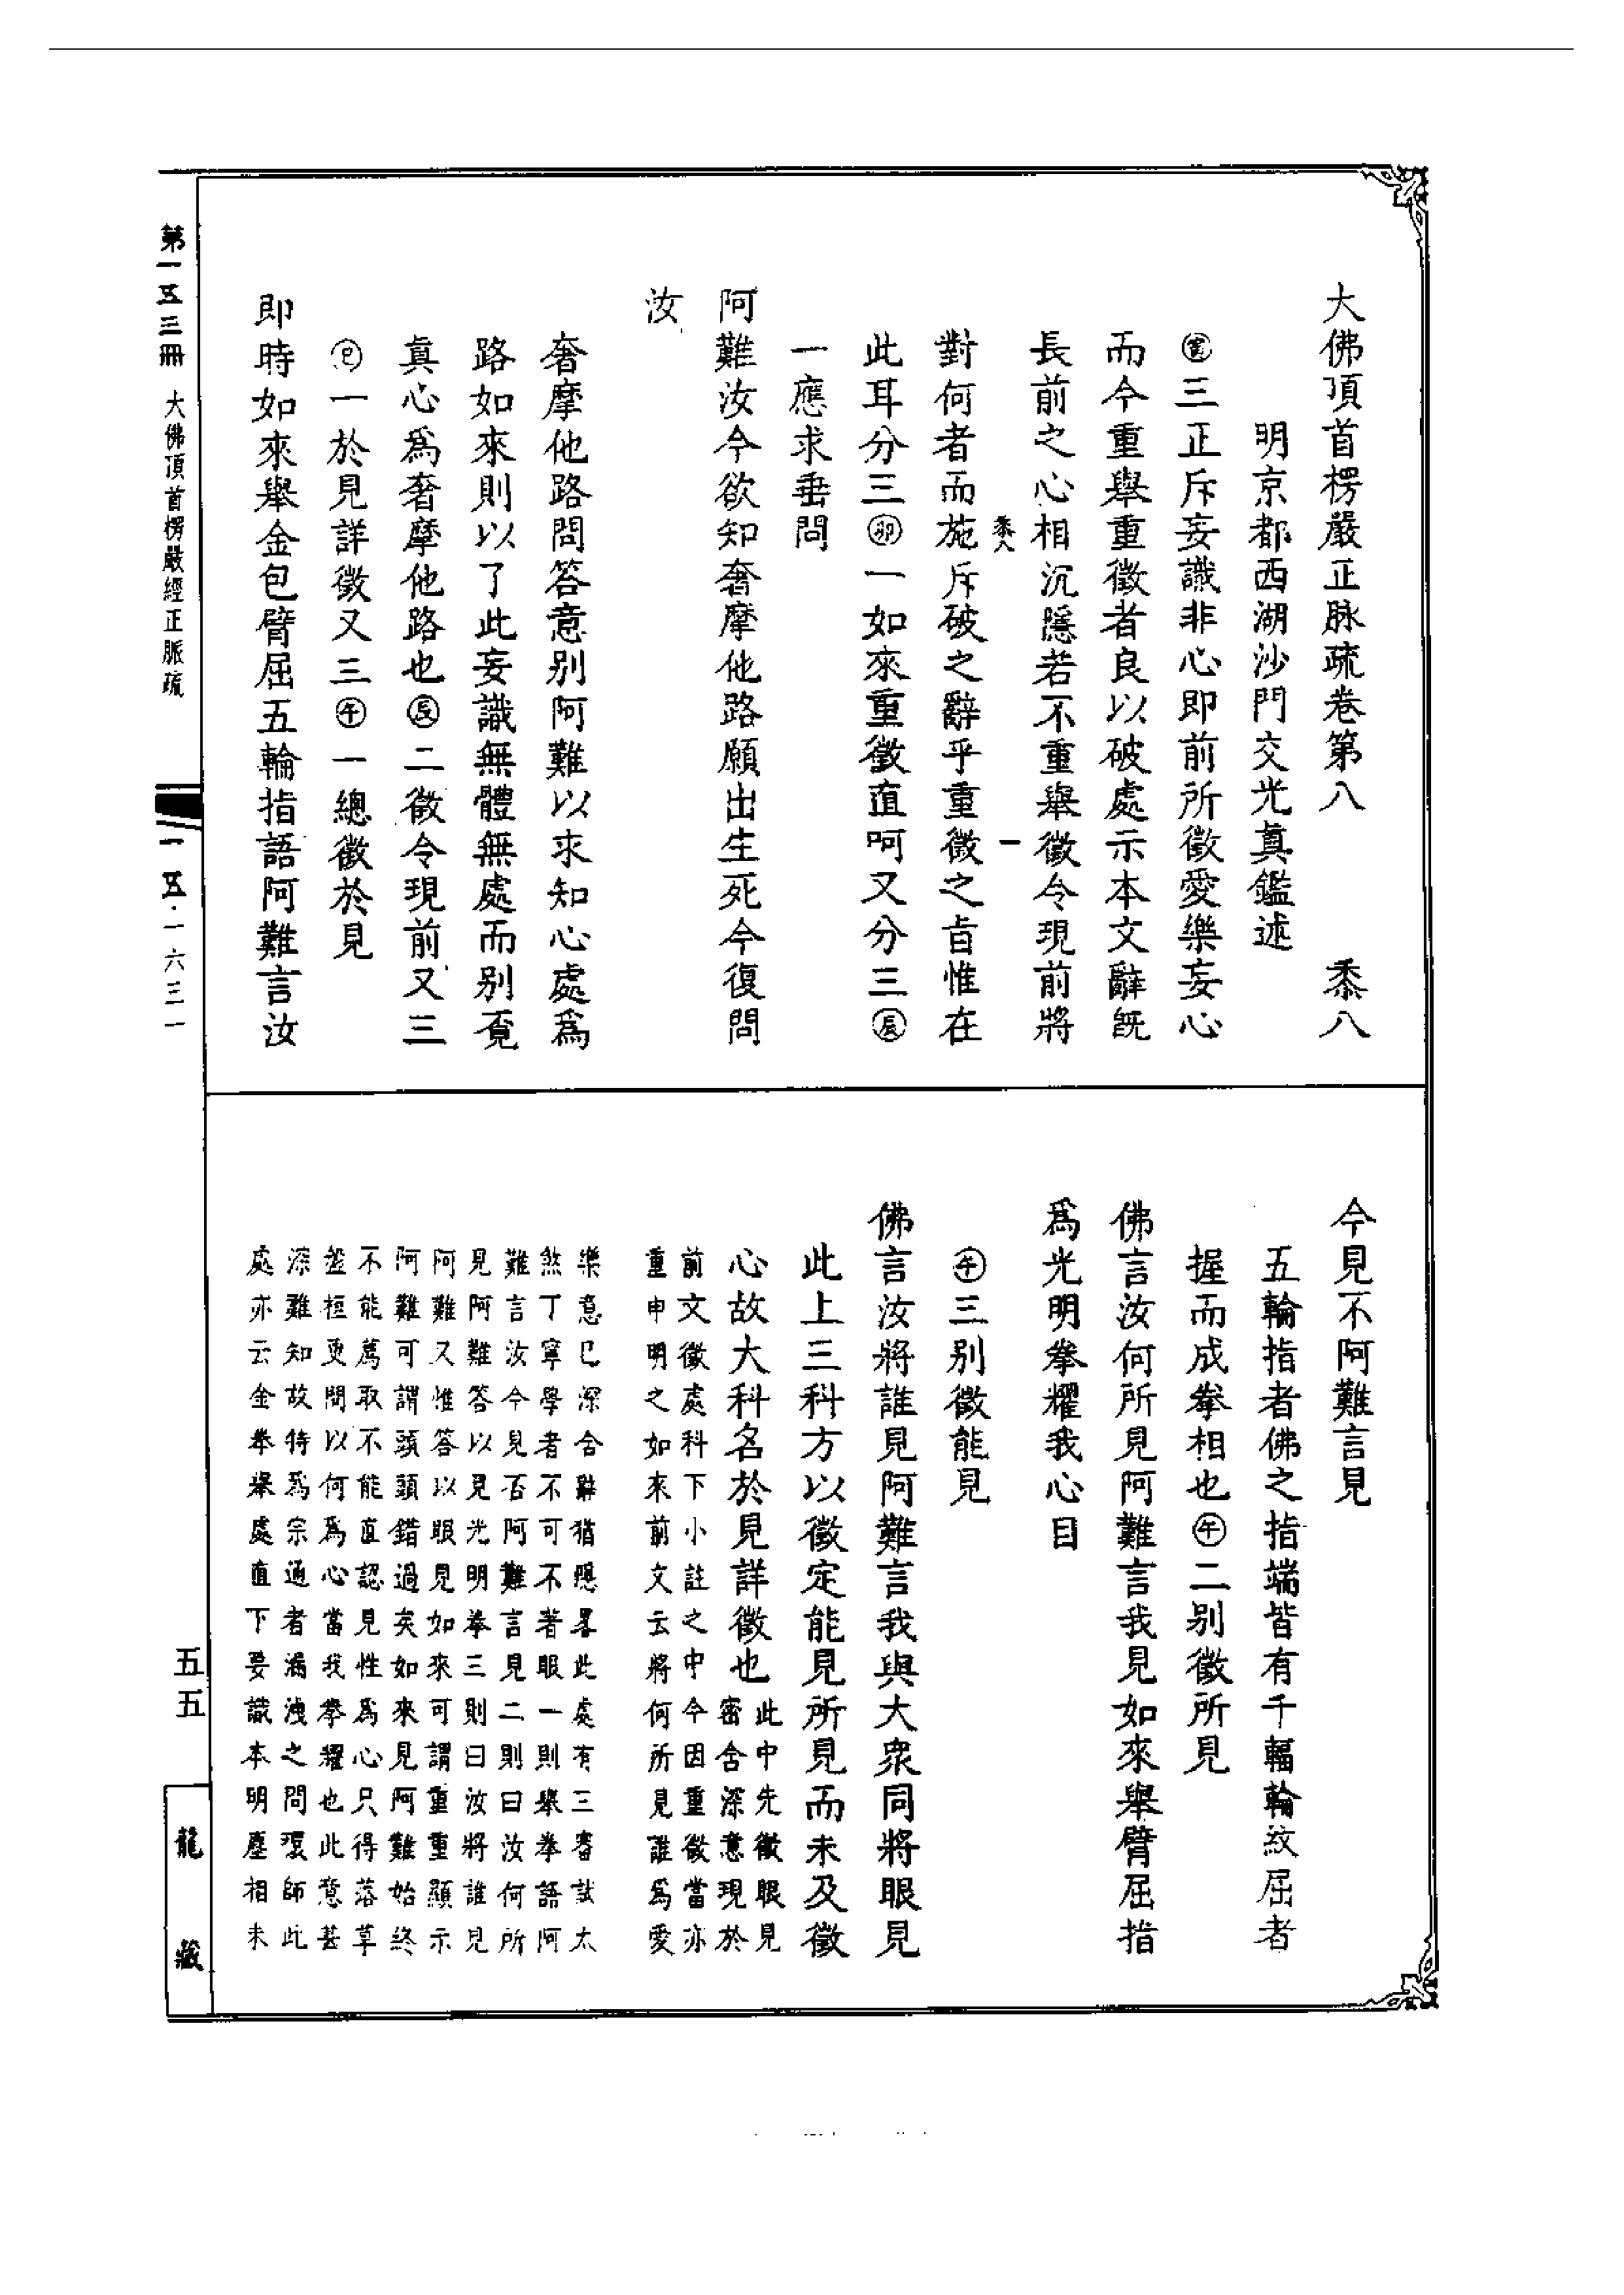 大佛頂首楞嚴正脉疏卷第八　黍八
明京都西湖沙門交光真鑑述
㊢三正斥妄識非心即前所徵愛樂妄心
而今重舉重徵者良以破處示本文辭既
長前之心相沉隱若不重舉徵令現前將
黍八　一
對何者而施斥破之辭乎重徵之旨惟在
此耳分三㊞一如來重徵直呵又分三㊐
一應求垂問
阿難汝今欲知奢摩他路願出生死今復問
汝
奢摩他路問答意別阿難以求知心處爲
路如來則以了此妄識無體無處而別覔
真心爲奢摩他路也㊐二徵令現前又三
㊋一於見詳徵又三㊍一總徵於見
即時如來舉金色臂屈五輪指語阿難言汝
今見不阿難言見
五輪指者佛之指端皆有千輻輪紋屈者
握而成拳相也㊍二別徵所見
佛言汝何所見阿難言我見如來舉臂屈指
爲光明拳耀我心目
㊍三別徵能見
佛言汝將誰見阿難言我與大衆同將眼見
此上三科方以徵定能見所見而未及徵
心故大科名於見詳徵也此中先徵眼見
密含深意現於
前文徵處科下小註之中今因重徵當亦
重申明之如來前文云將何所見誰爲愛
樂意已深含辭猶隱畧此處有三審試太
煞丁寧學者不可不著眼一則舉拳語阿
難言汝今見否阿難言見二則曰汝何所
見阿難答以見光明拳三則曰汝將誰見
阿難又惟答以眼見如來可謂重重顯示
阿難可謂頭頭錯過矣如來見阿難始終
不能薦取不能直認見性爲心只得落草
盤桓更問以何爲心當我拳耀也此意甚
深難知故特爲宗通者漏洩之問環師此
處亦云金拳舉處直下要識本明塵相未
第一五三冊　大佛頂首楞嚴經正脈疏
一五·一六三一
五五
龍藏